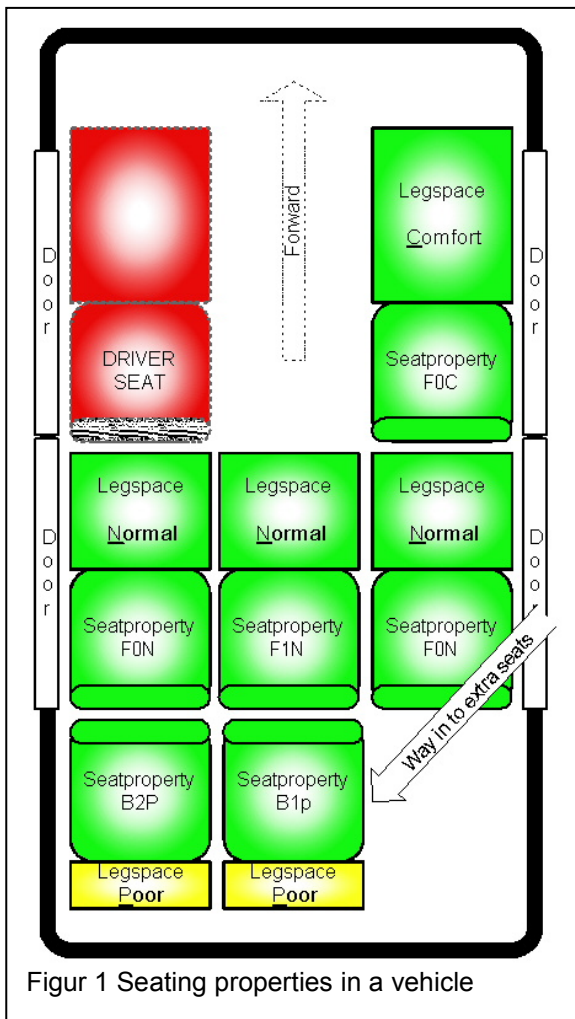 Forward
Legspace
Comfort
Door
Door
DRIVER
SEAT
Seatproperty
F0C
Legspace
Normal
Legspace
Normal
Legspace
Normal
Door
Door
Seatproperty
F0N
Seatproperty
F1N
Seatproperty
F0N
Way in to extra seats
Seatproperty
B2P
Seatproperty
B1p
Legspace
Poor
Legspace
Poor
Figur 1 Seating properties in a vehicle